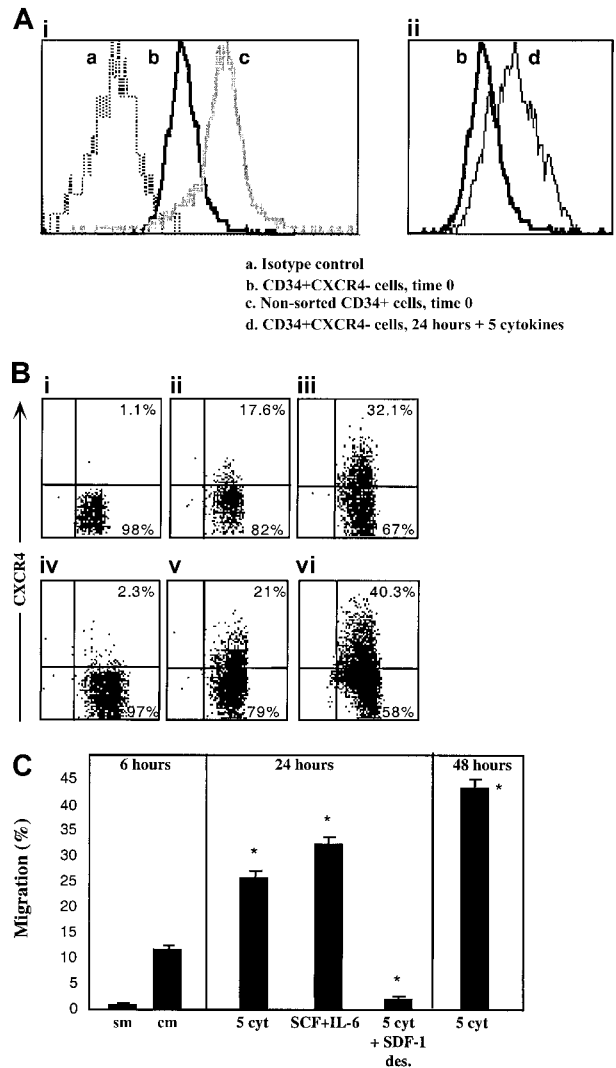 A
i
a
b
c
ii
b
d
a. Isotype control
b. CD34+CXCR4- cells, time 0
c. Non-sorted CD34+ cells, time 0
d. CD34+CXCR4- cells, 24 hours + 5 cytokines
B
i
ii
iii
1.1%
17.6%
32.1%
98%
82%
67%
CXCR4
iv
v
vi
2.3%
21%
40.3%
97%
79%
58%
C
6 hours
24 hours
48 hours
Migration (%)
45
40
35
30
25
20
15
10
5
0
*
*
*
*
sm
cm
5 cyt
SCF+IL-6
5 cyt
+ SDF-1
des.
5 cyt